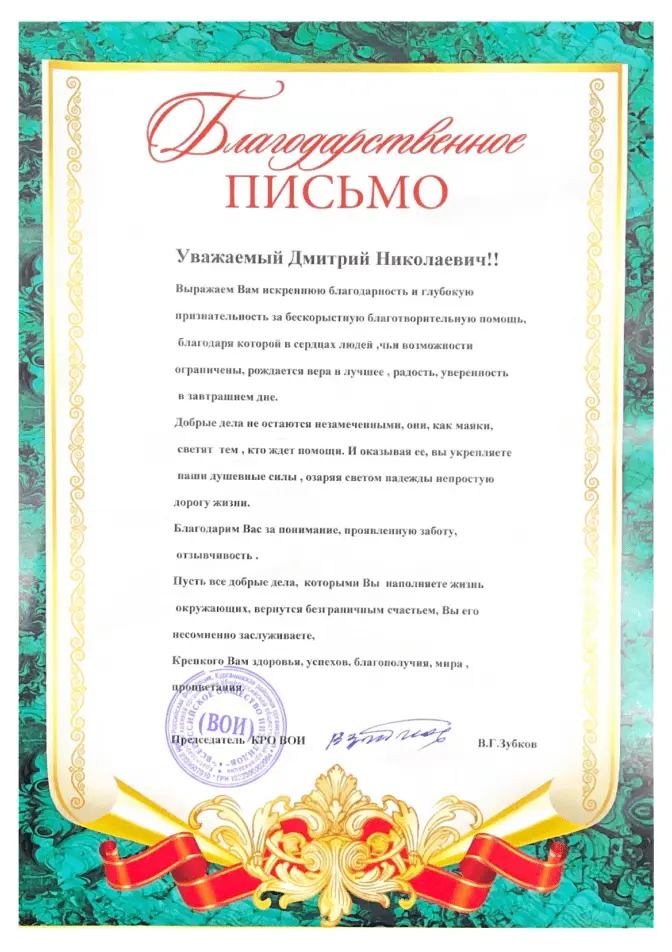 Благодарственное
ПИСЬМО
Уважаемый Дмитрий Николаевич!!
Выражаем Вам искреннюю благодарность и глубокую
признательность за бескорыстную благотворительную помощь,
благодаря которой в сердцах людей ,чьи возможности
ограничены, рождается вера в лучшее , радость, уверенность
в завтрашнем дне.
Добрые дела не остаются незамеченными, они, как маяки,
светят тем , кто ждет помощи. И оказывая ее, вы укрепляете
наши душевные силы , озаряя светом надежды непростую
дорогу жизни.
Благодарим Вас за понимание, проявленную заботу,
отзывчивость .
Пусть все добрые дела, которыми Вы наполняете жизнь
окружающих, вернутся безграничным счастьем, Вы его
несомненно заслуживаете,
Крепкого Вам здоровья, успехов, благополучия, мира ,
процветания.
(ВОИ)
Председатель КРО ВОИ В.Г.Зубков